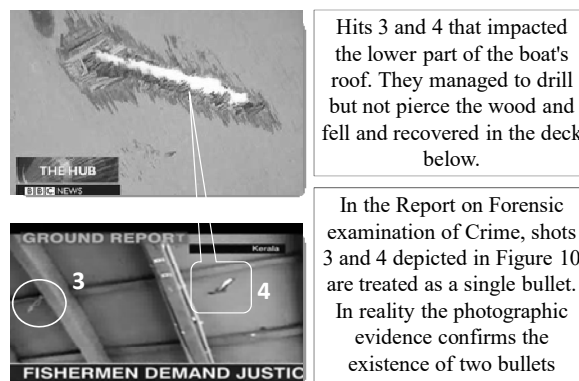 Hits 3 and 4 that impacted
the lower part of the boat's
roof. They managed to drill
but not pierce the wood and
fell and recovered in the deck
below.
THE HUB
BBC NEWS
In the Report on Forensic
examination of Crime, shots
3 and 4 depicted in Figure 10
are treated as a single bullet.
In reality the photographic
evidence confirms the
existence of two bullets
GROUND REPORT
Kerala
3
4
FISHERMEN DEMAND JUSTIC